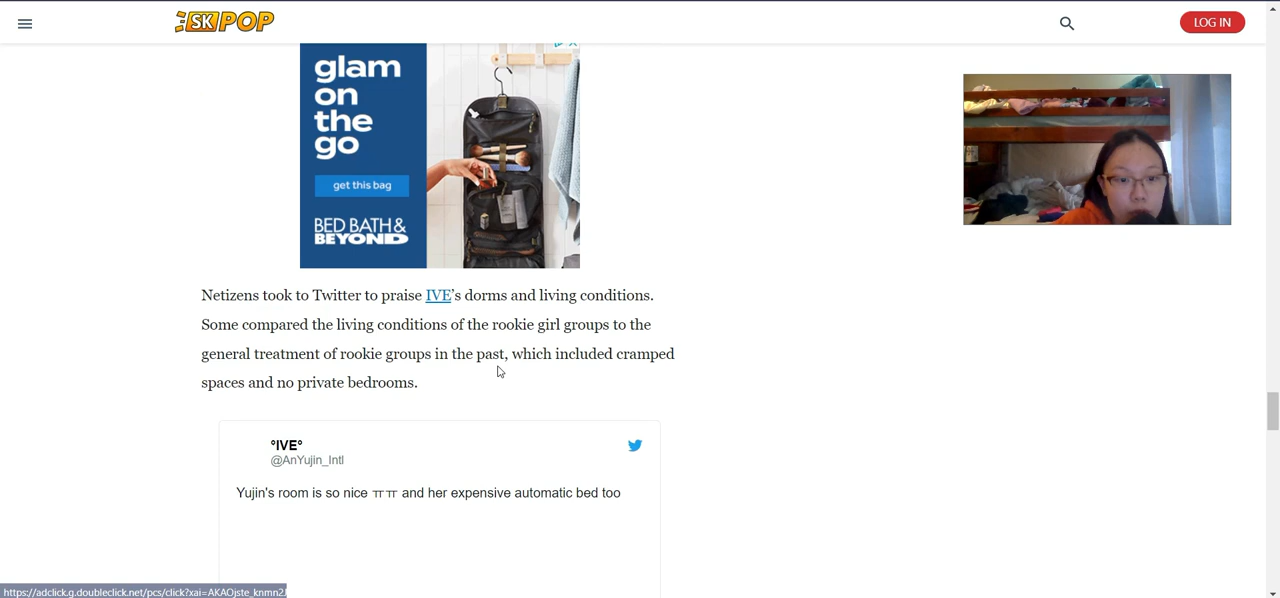 SKPOP
LOG IN
glam
on
the
go
get this bag
BED BATH &
BEYOND
Netizens took to Twitter to praise IVE's dorms and living conditions.
Some compared the living conditions of the rookie girl groups to the
general treatment of rookie groups in the past, which included cramped
spaces and no private bedrooms.
°IVE°
@AnYujin_Intl
Yujin's room is so nice ㅠㅠ and her expensive automatic bed too
https://adclick.g.doubleclick.net/pcs/click?xai=AKAOjste_knmn2J